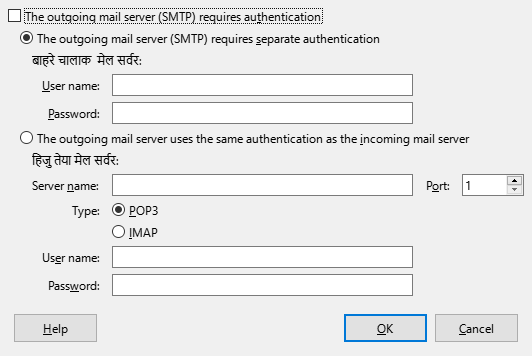 The outgoing mail server (SMTP) requires authentication
The outgoing mail server (SMTP) requires separate authentication
बाहरे चालाक मेल सर्वर:
User name:
Password:
The outgoing mail server uses the same authentication as the incoming mail server
हिजु तेया मेल सर्वर:
Server name:
Port: 1
Type: POP3
IMAP
User name:
Password:
Help OK Cancel